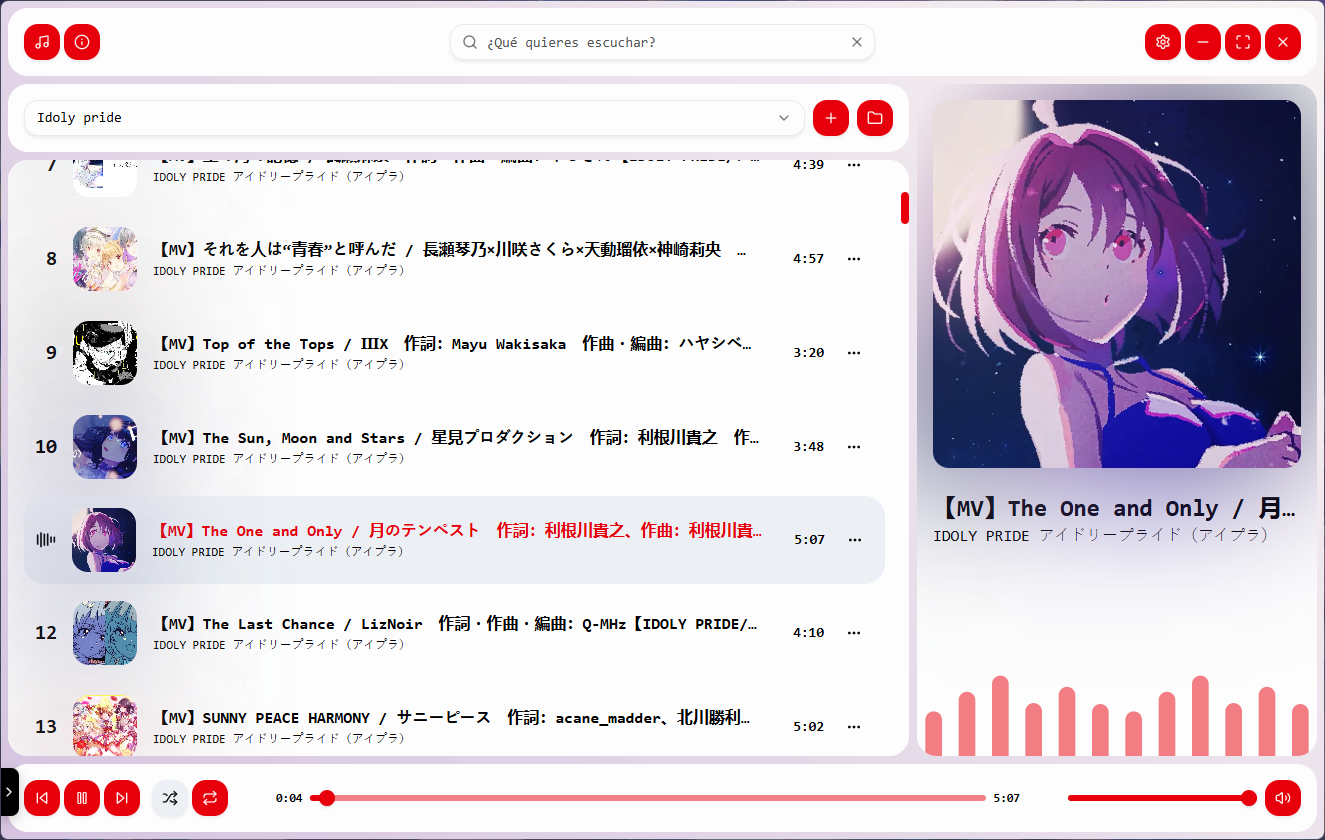 ¿Qué quieres escuchar?
Idoly pride
7
4:39
IDOLY PRIDE アイドリープライド（アイプラ）
8
【MV】それを人は“青春”と呼んだ / 長瀬琴乃×川咲さくら×天動瑠依×神崎莉央 …
4:57
IDOLY PRIDE アイドリープライド（アイプラ）
9
【MV】Top of the Tops / ⅢX 作詞: Mayu Wakisaka 作曲・編曲: ハヤシベ…
3:20
IDOLY PRIDE アイドリープライド（アイプラ）
10
【MV】The Sun, Moon and Stars / 星見プロダクション 作詞: 利根川貴之 作…
3:48
IDOLY PRIDE アイドリープライド（アイプラ）
【MV】The One and Only / 月のテンペスト 作詞: 利根川貴之、作曲: 利根川貴…
5:07
IDOLY PRIDE アイドリープライド（アイプラ）
12
【MV】The Last Chance / LizNoir 作詞・作曲・編曲: Q-MHz【IDOLY PRIDE/…
4:10
IDOLY PRIDE アイドリープライド（アイプラ）
13
【MV】SUNNY PEACE HARMONY / サニーピース 作詞: acane_madder、北川勝利…
5:02
IDOLY PRIDE アイドリープライド（アイプラ）
【MV】The One and Only / 月…
IDOLY PRIDE アイドリープライド（アイプラ）
0:04
5:07